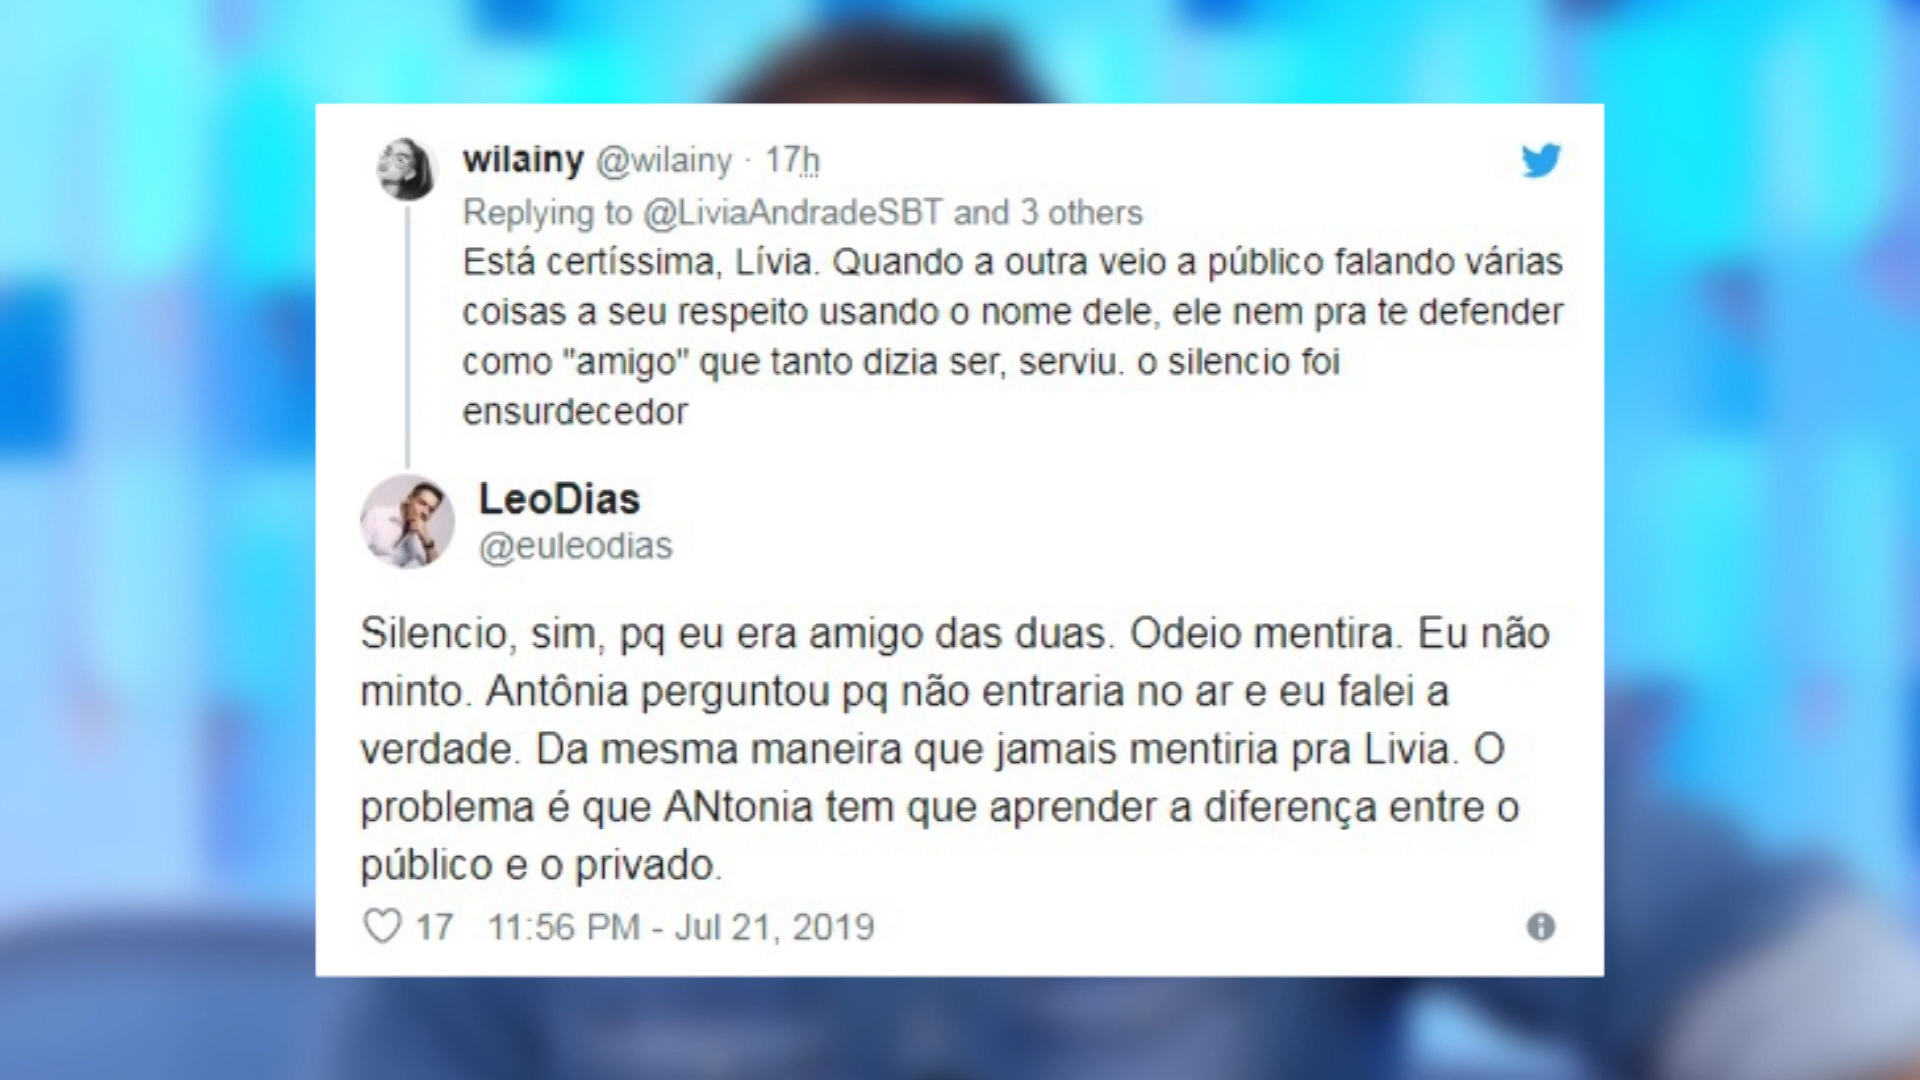 wilainy @wilainy · 17h
Replying to @LiviaAndradeSBT and 3 others
Está certíssima, Lívia. Quando a outra veio a público falando várias
coisas a seu respeito usando o nome dele, ele nem pra te defender
como "amigo" que tanto dizia ser, serviu. o silencio foi
ensurdecedor
LeoDias
@euleodias
Silencio, sim, pq eu era amigo das duas. Odeio mentira. Eu não
minto. Antônia perguntou pq não entraria no ar e eu falei a
verdade. Da mesma maneira que jamais mentiria pra Livia. O
problema é que ANtonia tem que aprender a diferença entre o
público e o privado.
17 11:56 PM - Jul 21, 2019